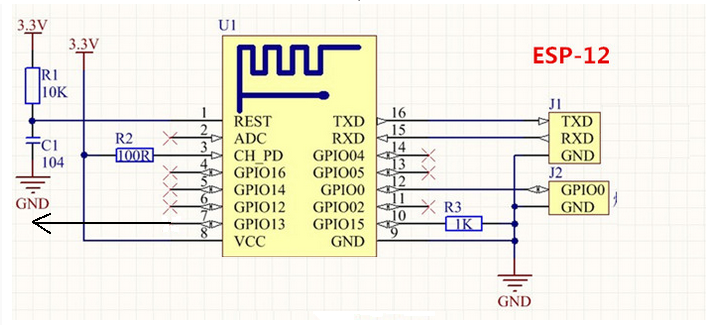 3.3V
3.3V
U1
ESP-12
R1
10K
C1
104
GND
R2
100R
1 REST
2 ADC
3 CH_PD
4 GPIO16
5 GPIO14
6 GPIO12
7 GPIO13
8 VCC
TXD 16
RXD 15
GPIO04 14
GPIO05 13
GPIO0 12
GPIO02 11
GPIO15 10
GND 9
R3
1K
J1
TXD
RXD
GND
J2
GPIO0
GND
GND